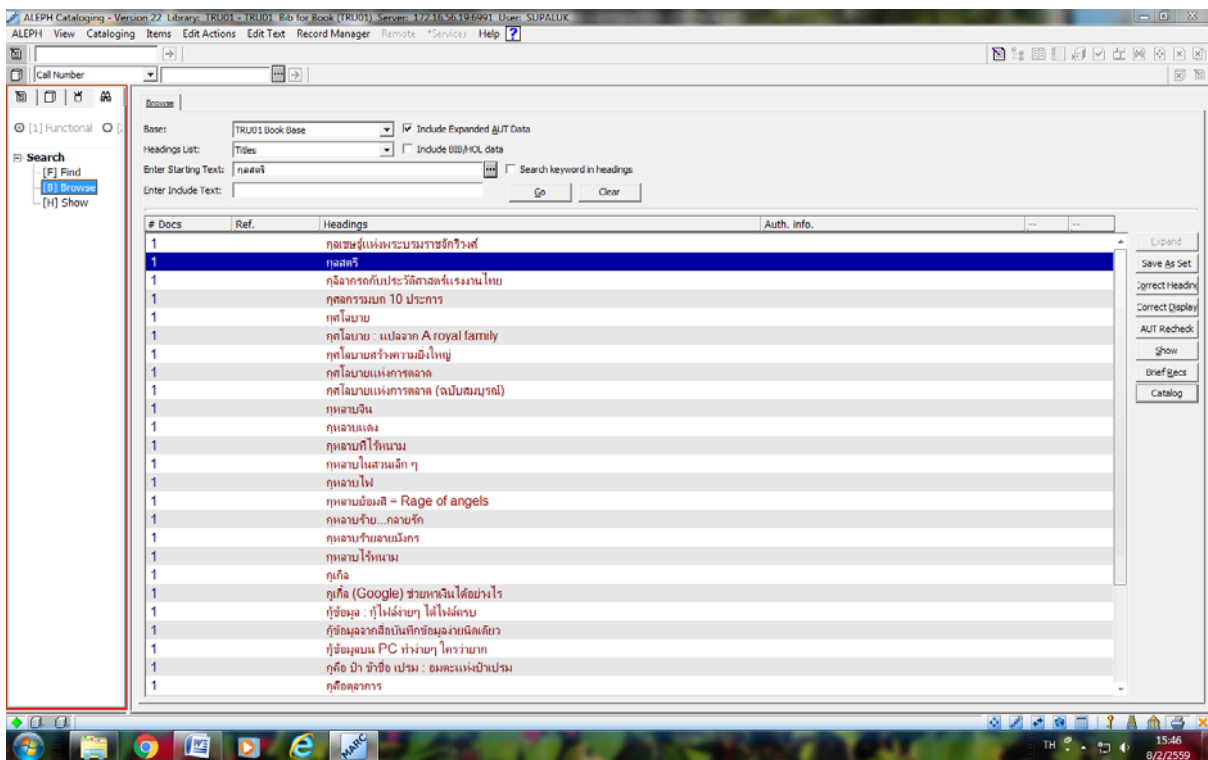 ALEPH Cataloging - Version 22 Library: TRU01 - TRU01 Bib for Book (TRU01) Server: 172.16.56.19:6991 User: SUPALUK
ALEPH View Cataloging Items Edit Actions Edit Text Record Manager Remote *Services Help ?
Call Number
Browse
[1] Functional
Base: TRU01 Book Base Include Expanded AUT Data
Headings List: Titles Include BIB/HOL data
Search
Enter Starting Text: กุลสตรี Search keyword in headings
[F] Find
[B] Browse
Enter Include Text: Go Clear
[H] Show
# Docs Ref. Headings Auth. info. -- --
1 กุลเชษฐ์แห่งพระบรมราชจักรีวงศ์
Expand
1 กุลสตรี
Save As Set
1 กุลีลากรถกับประวัติศาสตร์แรงงานไทย
Correct Heading
1 กุศลกรรมบถ 10 ประการ
Correct Display
1 กุศโลบาย
1 กุศโลบาย : แปลจาก A royal family
AUT Recheck
1 กุศโลบายสร้างความยิ่งใหญ่
Show
1 กุศโลบายแห่งการตลาด
Brief Recs
1 กุศโลบายแห่งการตลาด (ฉบับสมบูรณ์)
Catalog
1 กุหลาบจีน
1 กุหลาบแดง
1 กุหลาบที่ไร้หนาม
1 กุหลาบในสวนเล็ก ๆ
1 กุหลาบไฟ
1 กุหลาบย้อมสี = Rage of angels
1 กุหลาบร้าย...กลายรัก
1 กุหลาบร้ายลายมังกร
1 กุหลาบไร้หนาม
1 กูเกิล
1 กูเกิ้ล (Google) ช่วยหาเงินได้อย่างไร
1 กู้ข้อมูล : กู้ไฟล์ง่ายๆ ได้ไฟล์ครบ
1 กู้ข้อมูลจากสื่อบันทึกข้อมูลง่ายนิดเดียว
1 กู้ข้อมูลบน PC ทำง่ายๆ ใครว่ายาก
1 กูคือ ป๋า ข้าชื่อ เปรม : อมตะแห่งป๋าเปรม
1 กูคือตุลาการ
MARC
TH
15:46
8/2/2559